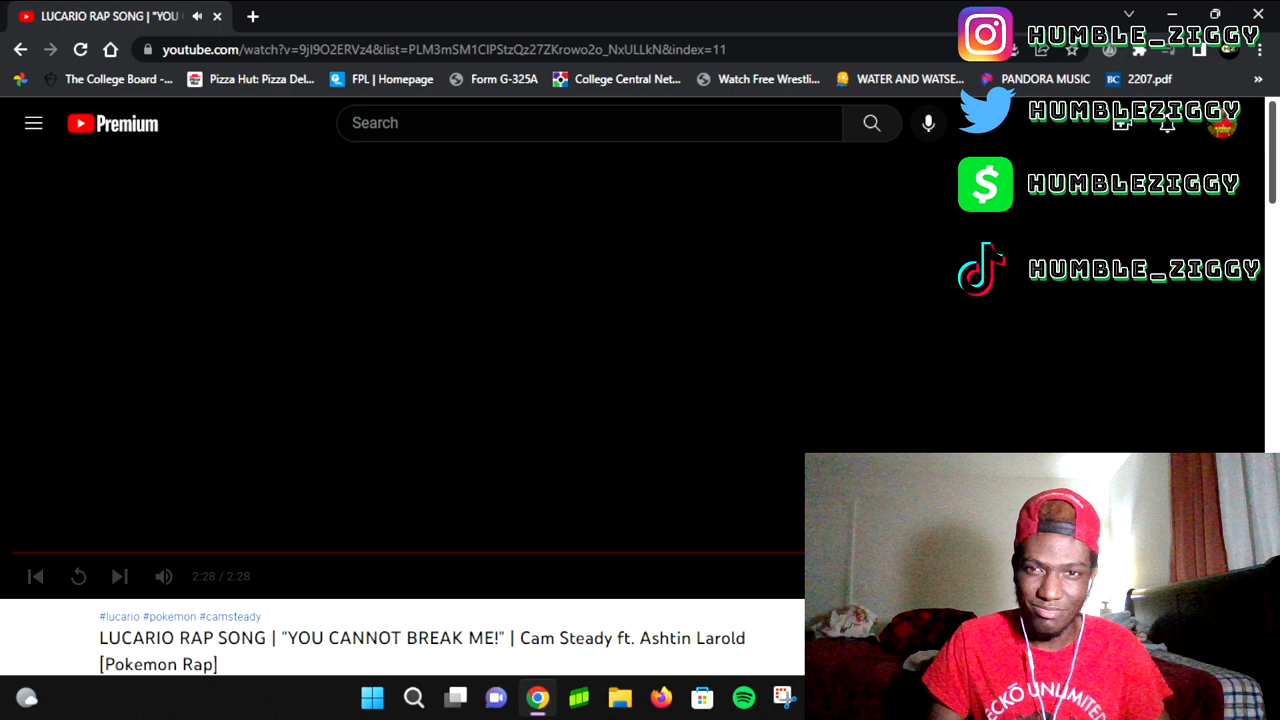 LUCARIO RAP SONG | "YOU
HUMBLE_ZIGGY
youtube.com/watch?v=9jI9O2ERVz4&list=PLM3mSM1CIPStzQz27ZKrowo2o_NxULLkN&index=11
The College Board -...
Pizza Hut: Pizza Del...
FPL | Homepage
Form G-325A
College Central Net...
Watch Free Wrestli...
WATER AND WATSE...
PANDORA MUSIC
BC
2207.pdf
»
Premium
Search
HUMBLEZIGGY
$
HUMBLEZIGGY
HUMBLE_ZIGGY
2:28 / 2:28
#lucario #pokemon #camsteady
LUCARIO RAP SONG | "YOU CANNOT BREAK ME!" | Cam Steady ft. Ashtin Larold
[Pokemon Rap]
ECKŌ UNLIMITED